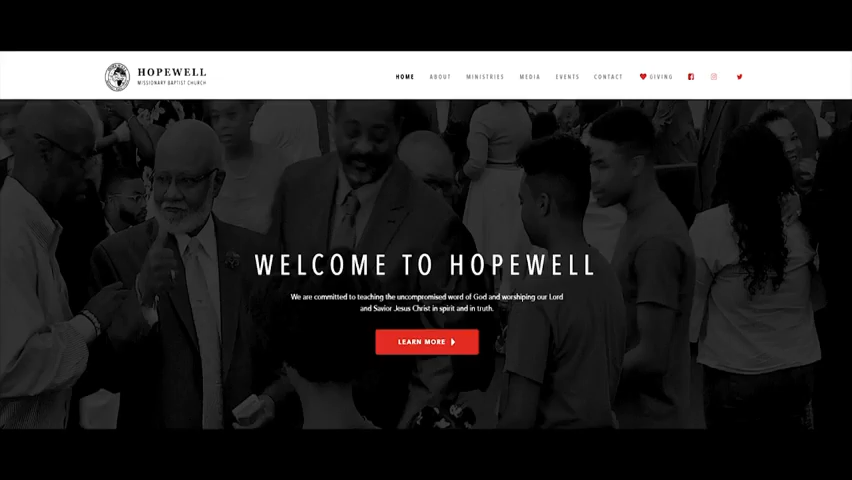 HOPEWELL
MISSIONARY BAPTIST CHURCH
HOME ABOUT MINISTRIES MEDIA EVENTS CONTACT GIVING
WELCOME TO HOPEWELL
We are committed to teaching the uncompromised word of God and worshiping our Lord
and Savior Jesus Christ in spirit and in truth.
LEARN MORE